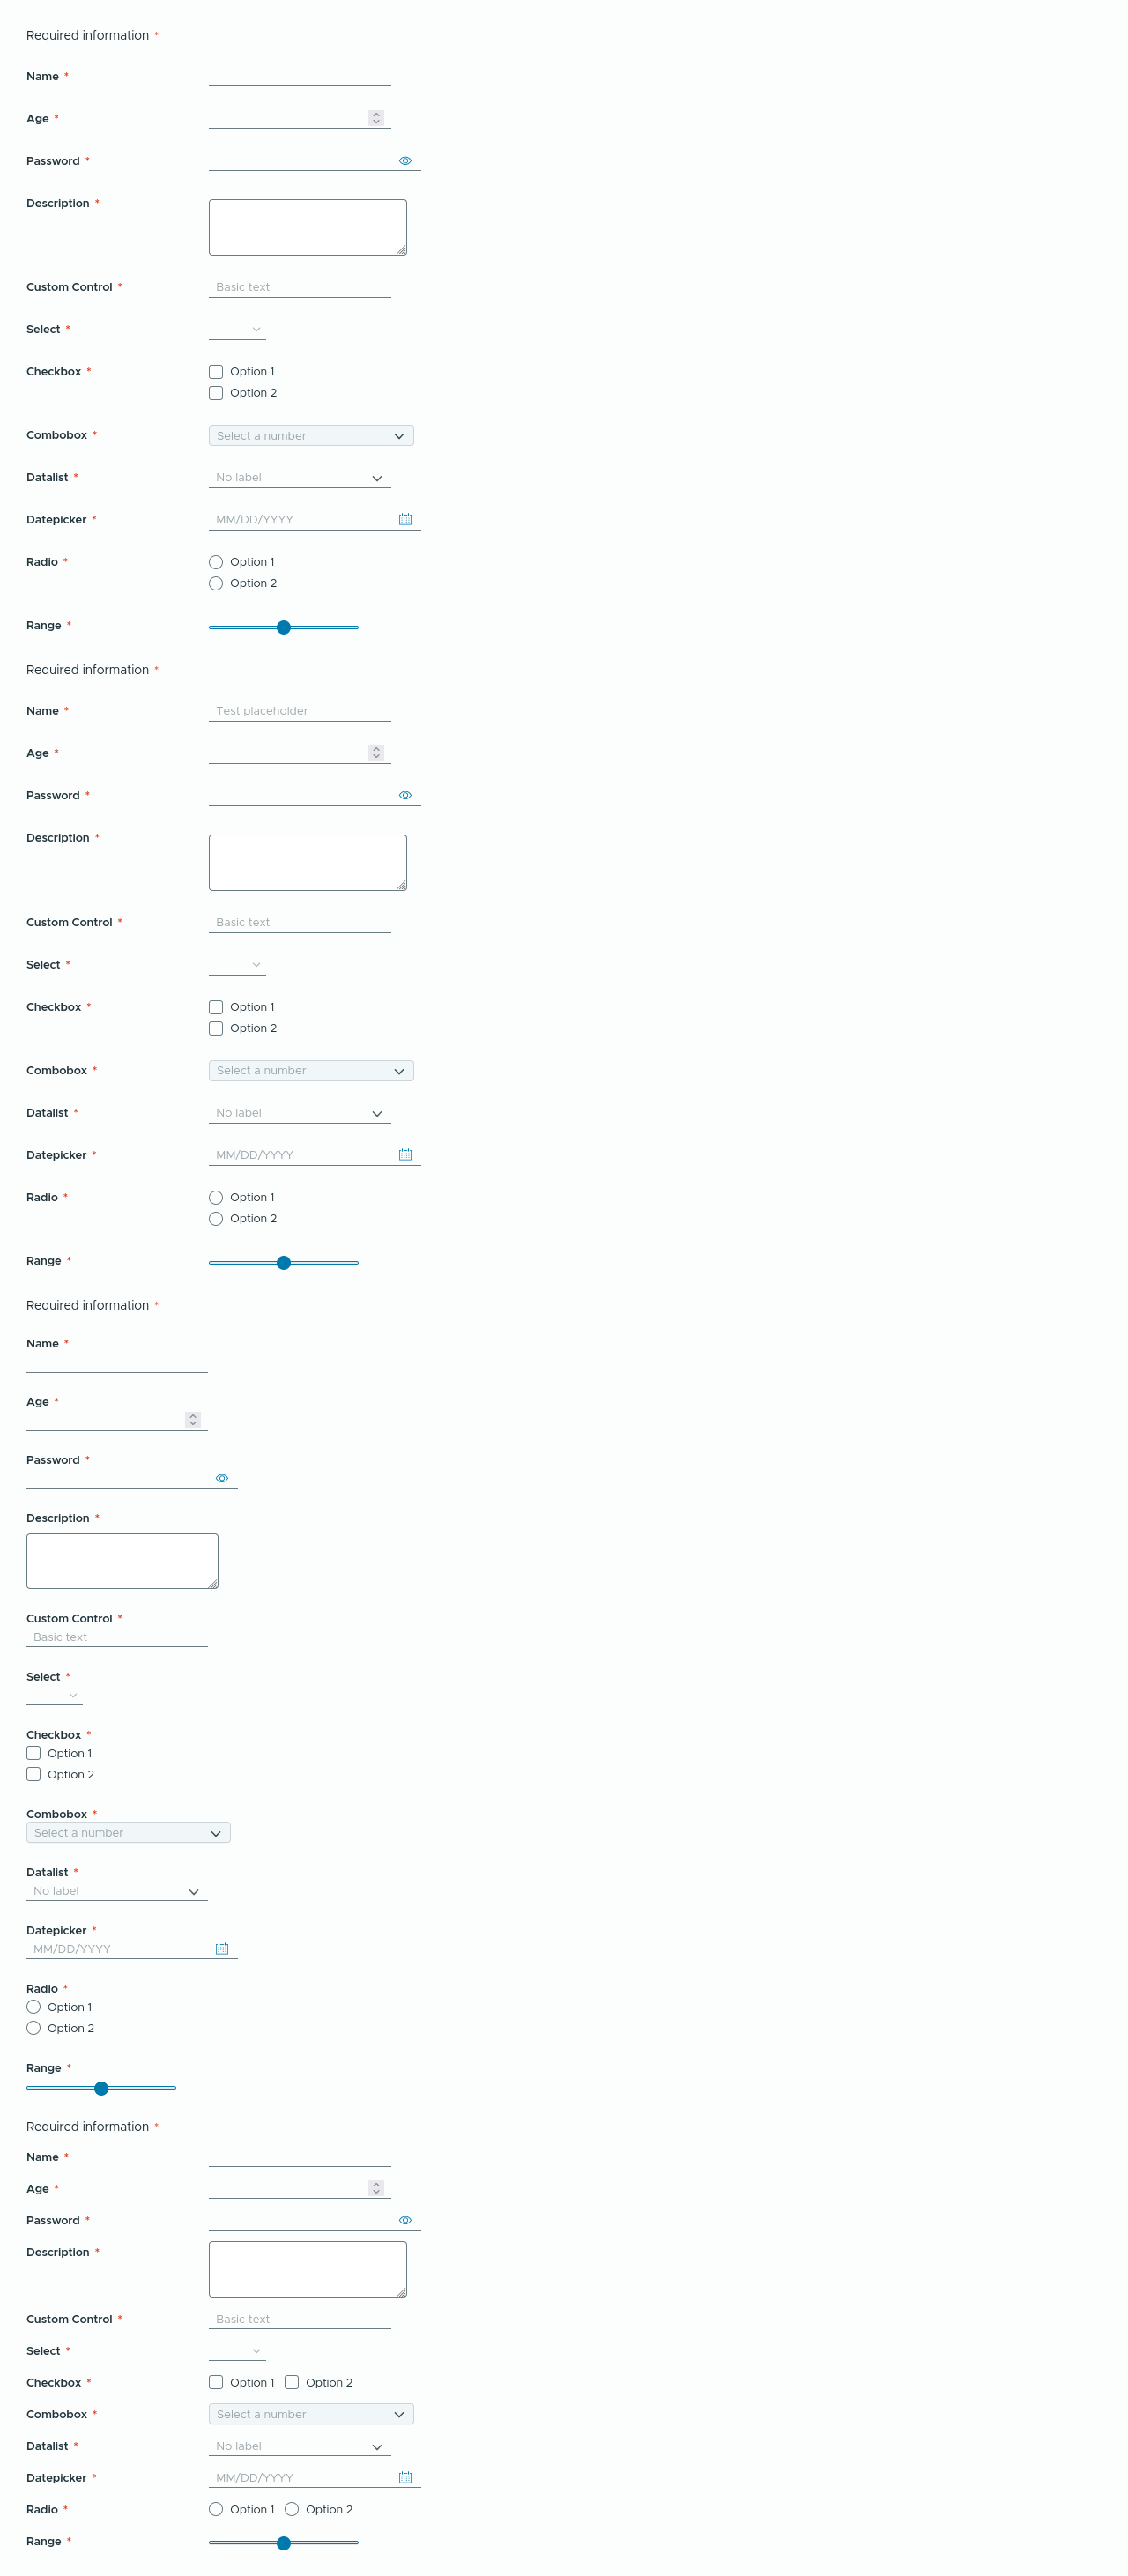 Required information *
Name *
Age *
Password *
Description *
Custom Control * Basic text
Select *
Checkbox * Option 1
Option 2
Combobox * Select a number
Datalist * No label
Datepicker * MM/DD/YYYY
Radio * Option 1
Option 2
Range *
Required information *
Name * Test placeholder
Age *
Password *
Description *
Custom Control * Basic text
Select *
Checkbox * Option 1
Option 2
Combobox * Select a number
Datalist * No label
Datepicker * MM/DD/YYYY
Radio * Option 1
Option 2
Range *
Required information *
Name *
Age *
Password *
Description *
Custom Control *
Basic text
Select *
Checkbox *
Option 1
Option 2
Combobox *
Select a number
Datalist *
No label
Datepicker *
MM/DD/YYYY
Radio *
Option 1
Option 2
Range *
Required information *
Name *
Age *
Password *
Description *
Custom Control * Basic text
Select *
Checkbox * Option 1 Option 2
Combobox * Select a number
Datalist * No label
Datepicker * MM/DD/YYYY
Radio * Option 1 Option 2
Range *